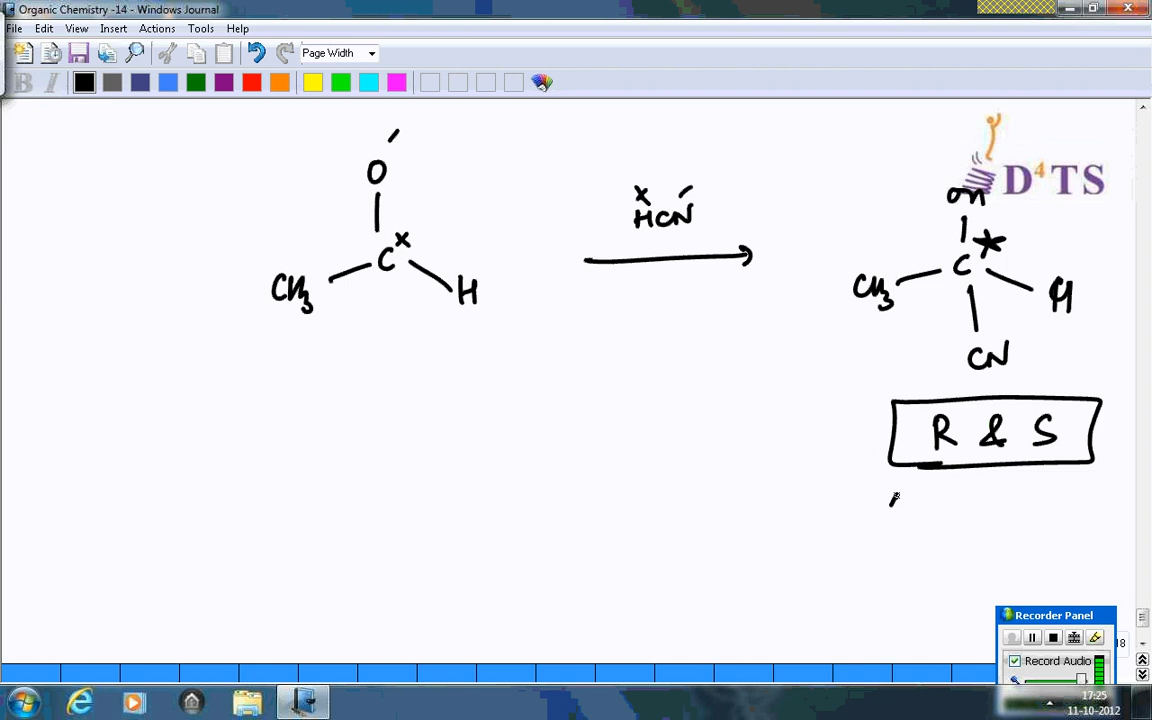 Organic Chemistry -14 - Windows Journal
File Edit View Insert Actions Tools Help
B I Page Width
O
C x
CH3 H
x
HCN
D4TS
OH
C
CH3 H
CN
R & S
Recorder Panel
18
Record Audio
17:25
11-10-2012